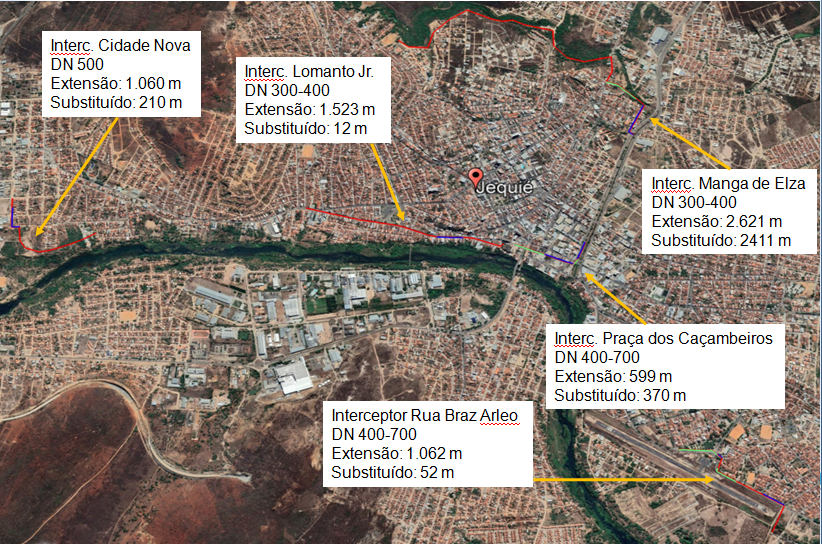 Interc. Cidade Nova
DN 500
Extensão: 1.060 m
Substituído: 210 m
Interc. Lomanto Jr.
DN 300-400
Extensão: 1.523 m
Substituído: 12 m
Jequié
Interc. Manga de Elza
DN 300-400
Extensão: 2.621 m
Substituído: 2411 m
Interc. Praça dos Caçambeiros
DN 400-700
Extensão: 599 m
Substituído: 370 m
Interceptor Rua Braz Arleo
DN 400-700
Extensão: 1.062 m
Substituído: 52 m